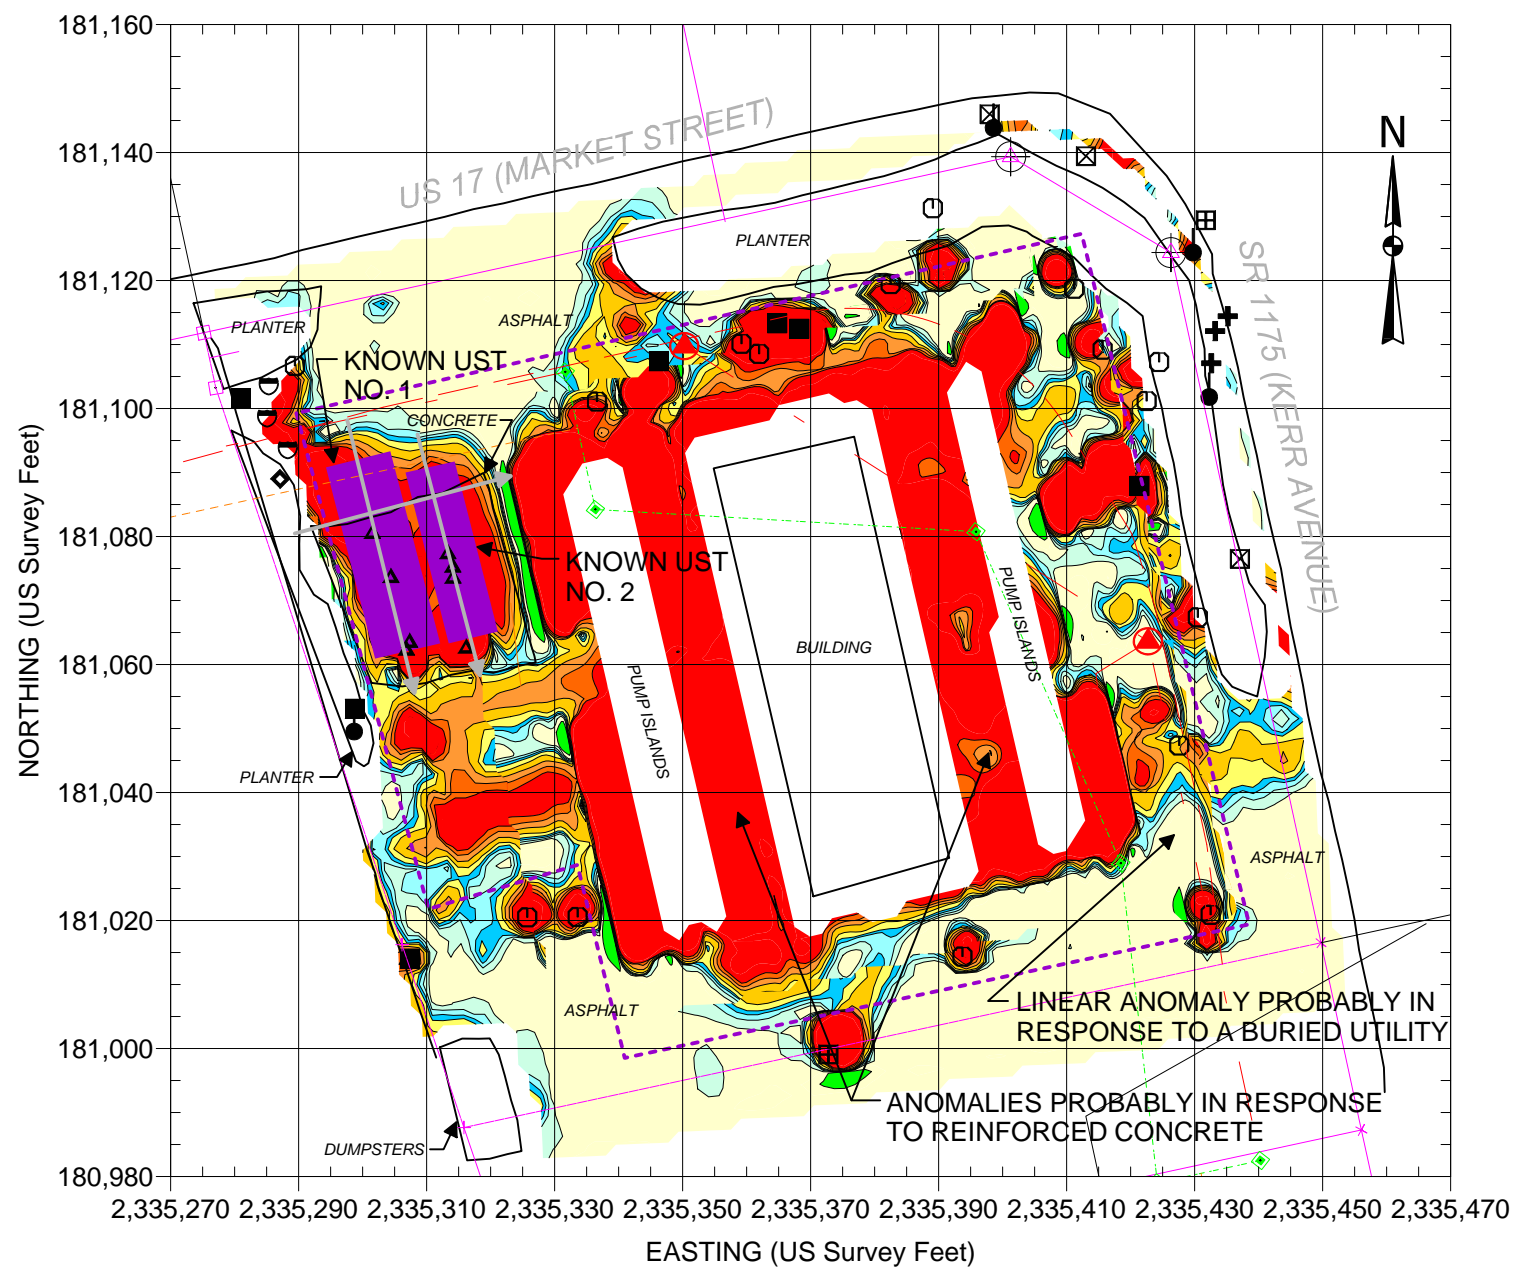 181,160
181,140
181,120
181,100
181,080
181,060
181,040
181,020
181,000
180,980
NORTHING (US Survey Feet)
US 17 (MARKET STREET)
N
SR 1175 (KERR AVENUE)
PLANTER
PLANTER
ASPHALT
KNOWN UST
NO. 1
CONCRETE
KNOWN UST
NO. 2
PUMP ISLANDS
BUILDING
PUMP ISLANDS
PLANTER
ASPHALT
ASPHALT
LINEAR ANOMALY PROBABLY IN
RESPONSE TO A BURIED UTILITY
ANOMALIES PROBABLY IN RESPONSE
TO REINFORCED CONCRETE
DUMPSTERS
2,335,270 2,335,290 2,335,310 2,335,330 2,335,350 2,335,370 2,335,390 2,335,410 2,335,430 2,335,450 2,335,470
EASTING (US Survey Feet)